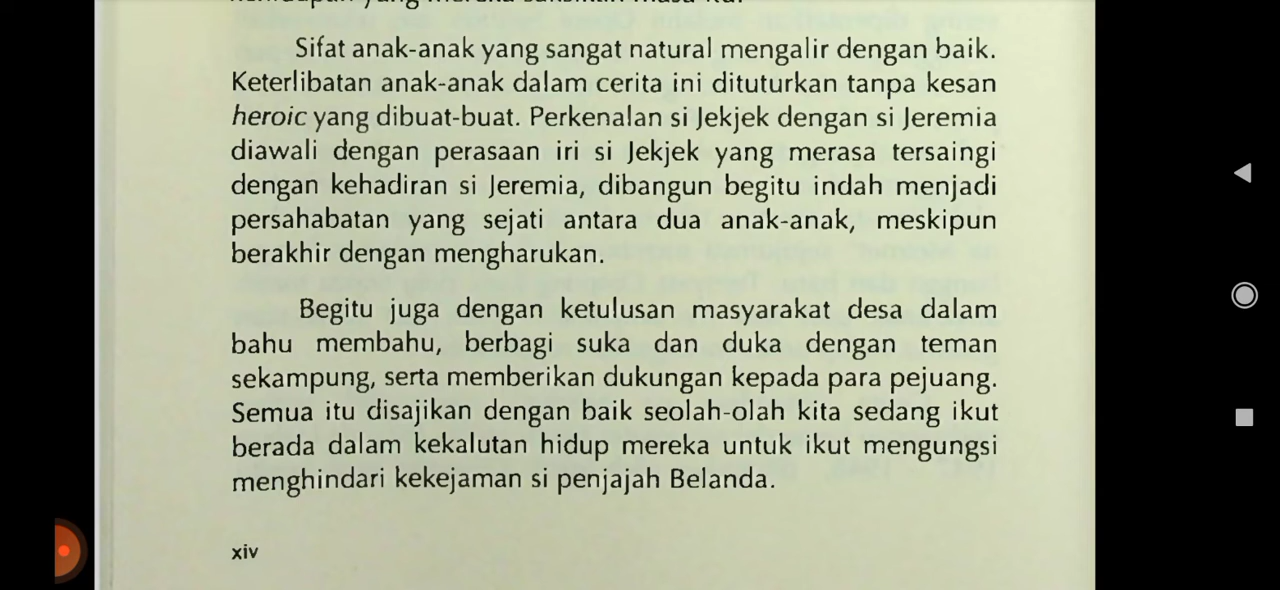 yang mereka saksikan masa itu.
Sifat anak-anak yang sangat natural mengalir dengan baik.
Keterlibatan anak-anak dalam cerita ini dituturkan tanpa kesan
heroic yang dibuat-buat. Perkenalan si Jekjek dengan si Jeremia
diawali dengan perasaan iri si Jekjek yang merasa tersaingi
dengan kehadiran si Jeremia, dibangun begitu indah menjadi
persahabatan yang sejati antara dua anak-anak, meskipun
berakhir dengan mengharukan.
Begitu juga dengan ketulusan masyarakat desa dalam
bahu membahu, berbagi suka dan duka dengan teman
sekampung, serta memberikan dukungan kepada para pejuang.
Semua itu disajikan dengan baik seolah-olah kita sedang ikut
berada dalam kekalutan hidup mereka untuk ikut mengungsi
menghindari kekejaman si penjajah Belanda.
xiv